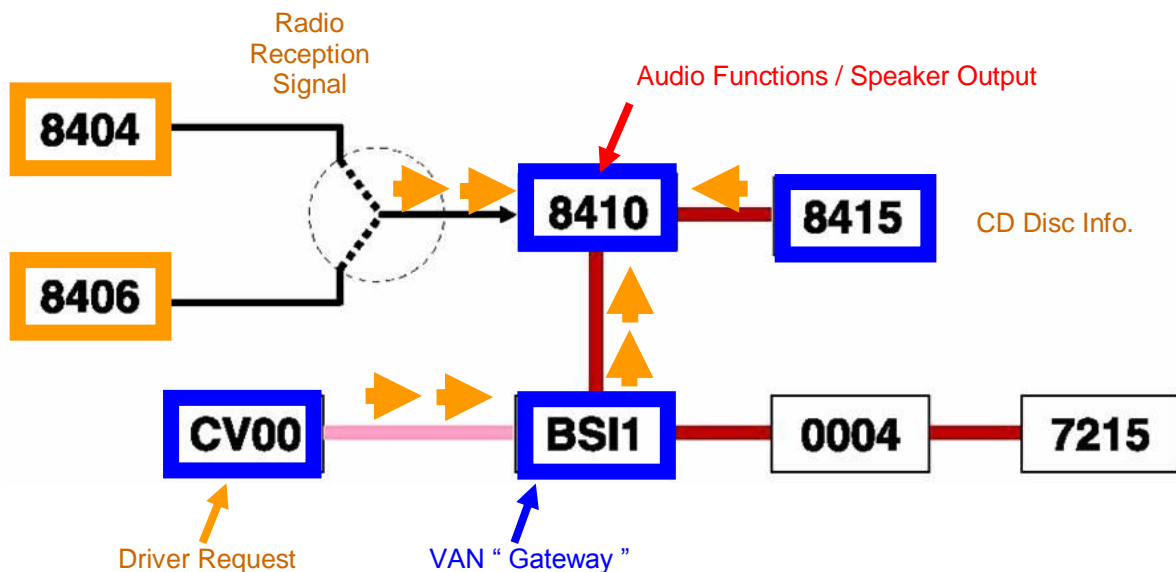 Radio
Reception
Signal
Audio Functions / Speaker Output
8404
8410
8415
CD Disc Info.
8406
CV00
BSI1
0004
7215
Driver Request
VAN “ Gateway ”